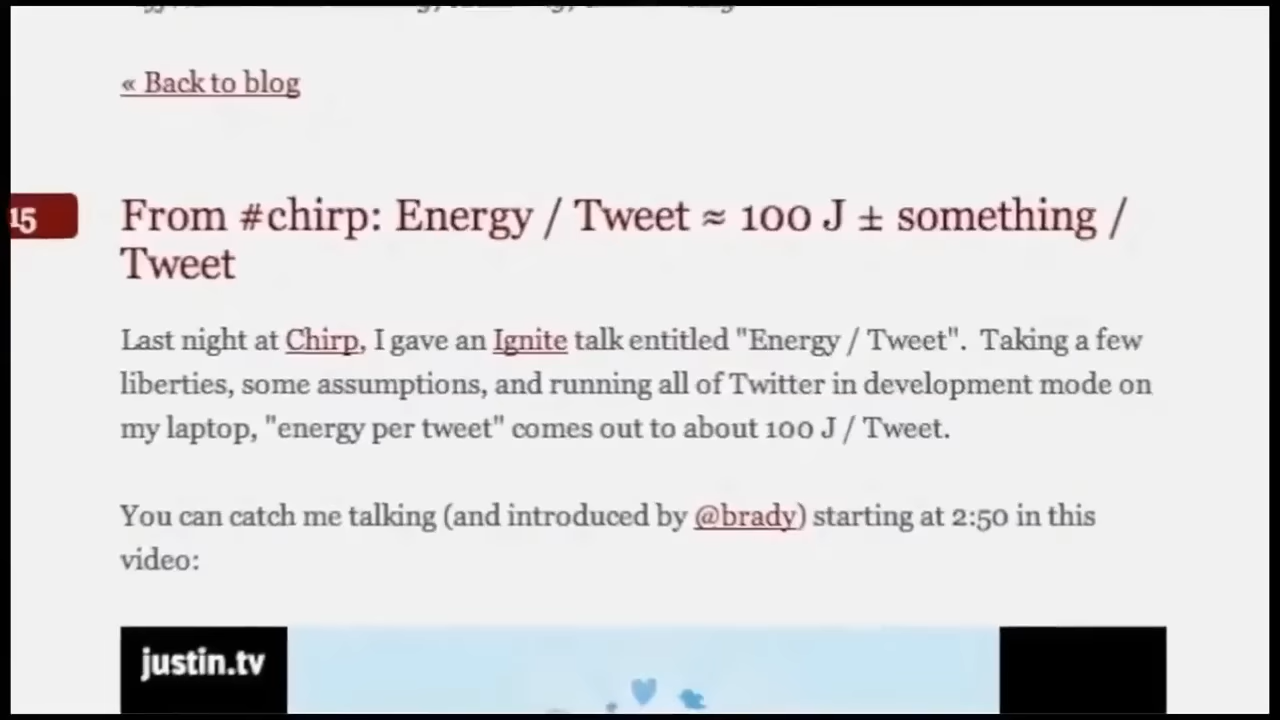 « Back to blog
15
From #chirp: Energy / Tweet ≈ 100 J ± something /
Tweet
Last night at Chirp, I gave an Ignite talk entitled "Energy / Tweet".  Taking a few
liberties, some assumptions, and running all of Twitter in development mode on
my laptop, "energy per tweet" comes out to about 100 J / Tweet.
You can catch me talking (and introduced by @brady) starting at 2:50 in this
video:
justin.tv